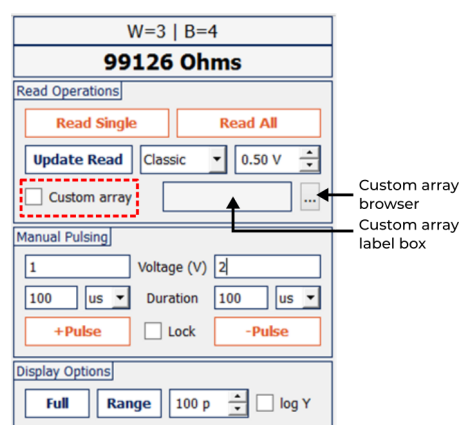 W=3 | B=4
99126 Ohms
Read Operations
Read Single Read All
Update Read Classic 0.50 V
Custom array ...
Custom array
browser
Custom array
label box
Manual Pulsing
1 Voltage (V) 2
100 us Duration 100 us
+Pulse Lock -Pulse
Display Options
Full Range 100 p log Y